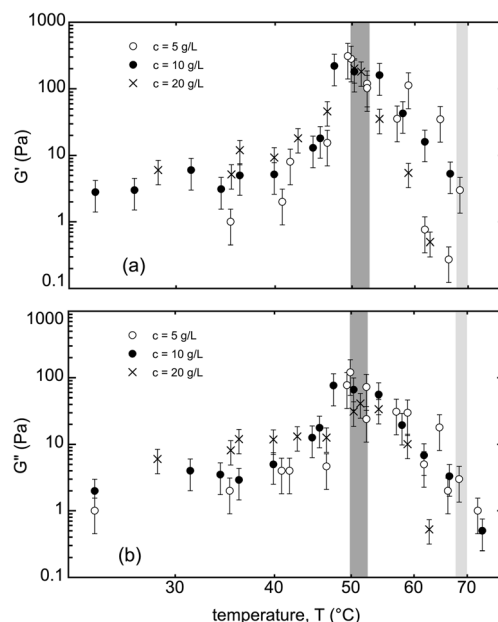 1000
100
10
1
0.1
G' (Pa)
c = 5 g/L
c = 10 g/L
c = 20 g/L
(a)
1000
100
10
1
0.1
G" (Pa)
c = 5 g/L
c = 10 g/L
c = 20 g/L
(b)
30 40 50 60 70
temperature, T (°C)